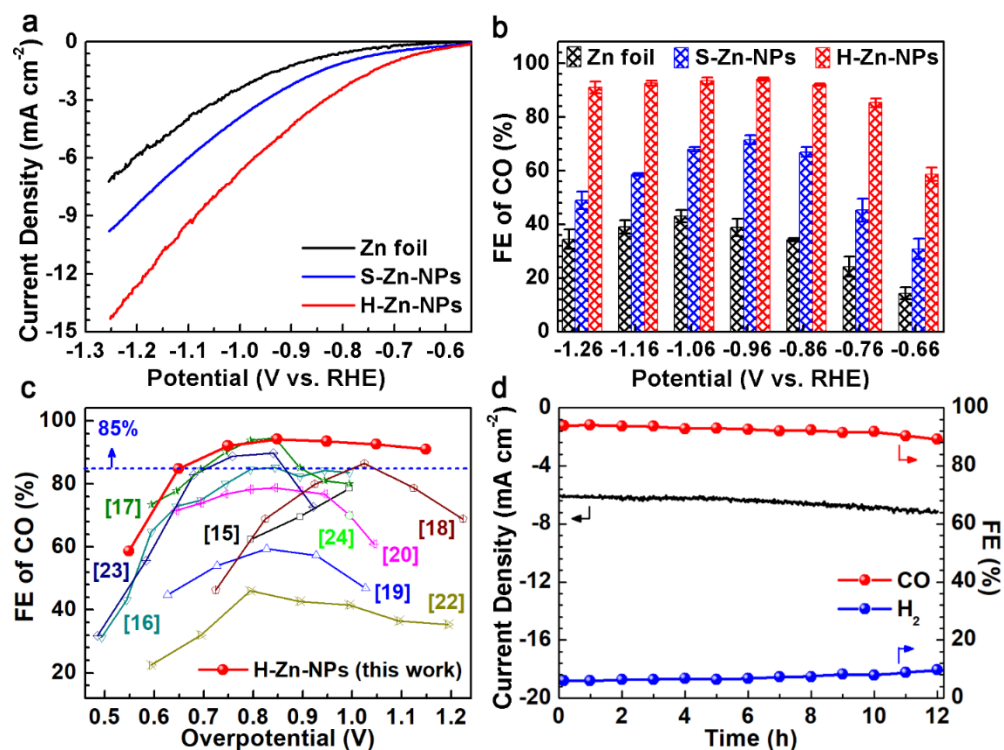 a
0
-3
-6
-9
-12
-15
Current Density (mA cm-2)
Zn foil
S-Zn-NPs
H-Zn-NPs
-1.3 -1.2 -1.1 -1.0 -0.9 -0.8 -0.7 -0.6
Potential (V vs. RHE)
b
Zn foil S-Zn-NPs H-Zn-NPs
100
80
60
40
20
0
FE of CO (%)
-1.26 -1.16 -1.06 -0.96 -0.86 -0.76 -0.66
Potential (V vs. RHE)
c
100
80
60
40
20
FE of CO (%)
85%
[17]
[15]
[18]
[24]
[20]
[23]
[19]
[16]
[22]
H-Zn-NPs (this work)
0.5 0.6 0.7 0.8 0.9 1.0 1.1 1.2
Overpotential (V)
d
0
-4
-8
-12
-16
-20
Current Density (mA cm-2)
100
80
60
40
20
0
FE (%)
CO
H2
0 2 4 6 8 10 12
Time (h)